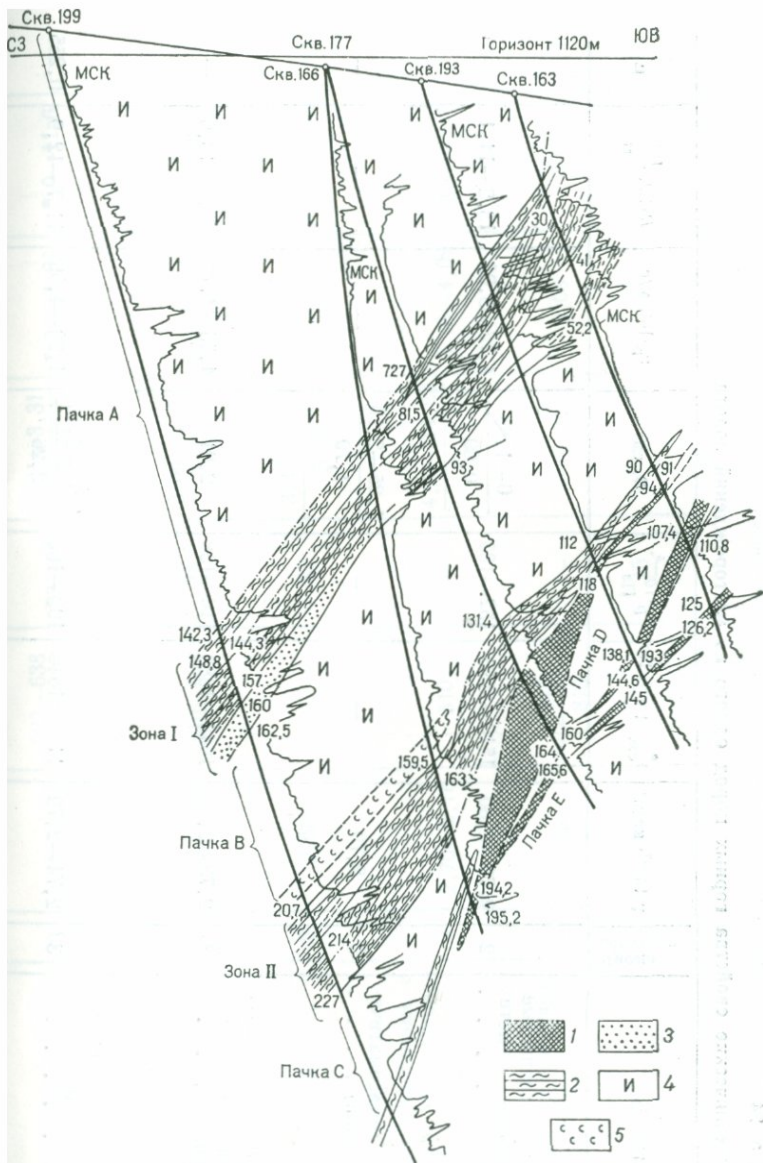 Скв.199
СЗ
Скв.177
Горизонт 1120м
ЮВ
Скв.166
Скв.193
Скв.163
МСК
И И И И И
МСК
И И И И И
И И И И И
30
41
И И И
МСК
МСК
И И И И И
52,2
И И И И
727
И И И
81,5
Пачка А
И И И И
93
90
91
94
И И И И
107,4
110,8
112
118
И И И И
125
126,2
131,4
Пачка D
138,1
193
142,3
144,3
144,6
145
148,8
157
160
162,5
Зона I
И И
160
164
165,6
И
Пачка Е
159,5
163
И
Пачка В
194,2
195,2
20,7
214
И
Зона II
227
Пачка С
1
3
2
4
И
5